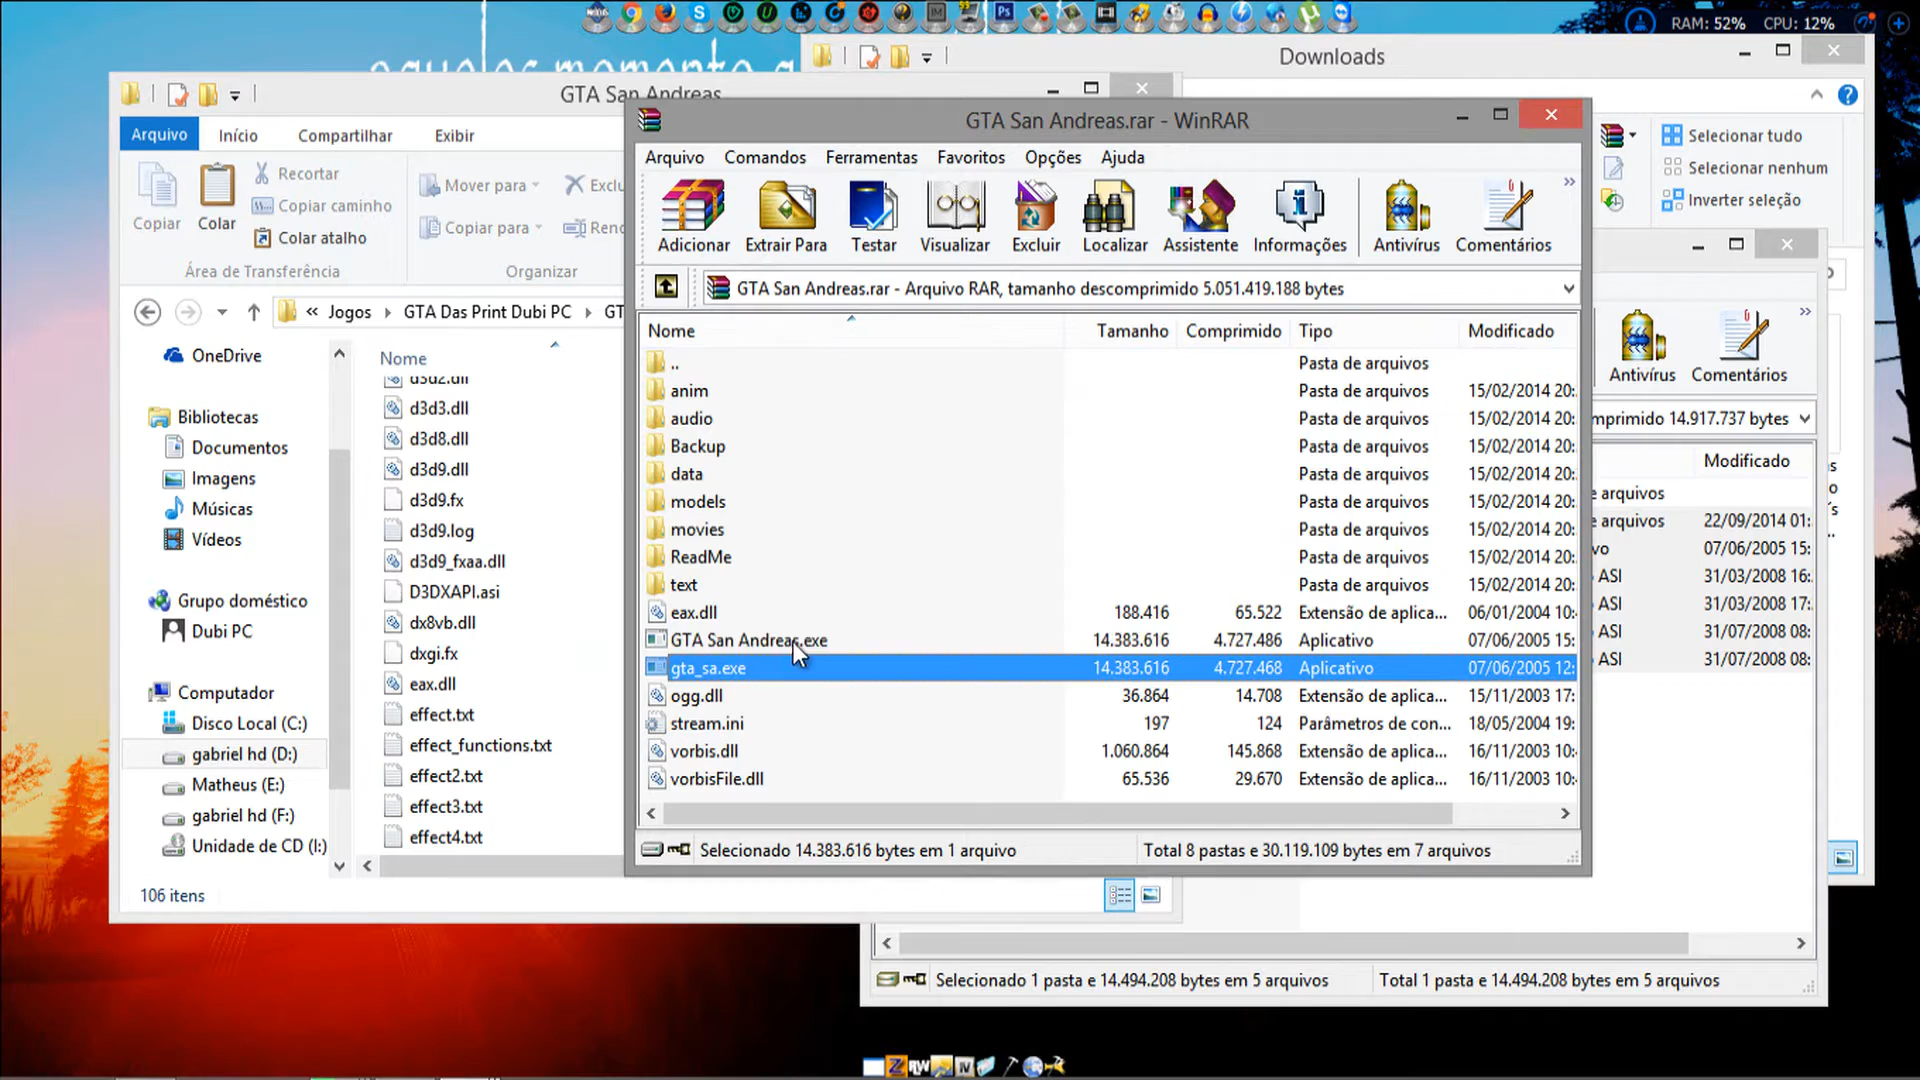 RAM: 52% CPU: 12%
Downloads
GTA San Andreas
Arquivo Início Compartilhar Exibir
Copiar
Colar
Recortar
Copiar caminho
Colar atalho
Área de Transferência
Mover para
Copiar para
Organizar
« Jogos GTA Das Print Dubi PC
OneDrive
Bibliotecas
Documentos
Imagens
Músicas
Vídeos
Grupo doméstico
Dubi PC
Computador
Disco Local (C:)
gabriel hd (D:)
Matheus (E:)
gabriel hd (F:)
Unidade de CD (I:)
Nome
d3d2.dll
d3d3.dll
d3d8.dll
d3d9.dll
d3d9.fx
d3d9.log
d3d9_fxaa.dll
D3DXAPI.asi
dx8vb.dll
dxgi.fx
eax.dll
effect.txt
effect_functions.txt
effect2.txt
effect3.txt
effect4.txt
106 itens
GTA San Andreas.rar - WinRAR
Arquivo Comandos Ferramentas Favoritos Opções Ajuda
Adicionar Extrair Para Testar Visualizar Excluir Localizar Assistente Informações Antivírus Comentários
GTA San Andreas.rar - Arquivo RAR, tamanho descomprimido 5.051.419.188 bytes
Nome Tamanho Comprimido Tipo Modificado
.. Pasta de arquivos
anim Pasta de arquivos 15/02/2014 20:
audio Pasta de arquivos 15/02/2014 20:
Backup Pasta de arquivos 15/02/2014 20:
data Pasta de arquivos 15/02/2014 20:
models Pasta de arquivos 15/02/2014 20:
movies Pasta de arquivos 15/02/2014 20:
ReadMe Pasta de arquivos 15/02/2014 20:
text Pasta de arquivos 15/02/2014 20:
eax.dll 188.416 65.522 Extensão de aplica... 06/01/2004 10:
GTA San Andreas.exe 14.383.616 4.727.486 Aplicativo 07/06/2005 15:
gta_sa.exe 14.383.616 4.727.468 Aplicativo 07/06/2005 12:
ogg.dll 36.864 14.708 Extensão de aplica... 15/11/2003 17:
stream.ini 197 124 Parâmetros de con... 18/05/2004 19:
vorbis.dll 1.060.864 145.868 Extensão de aplica... 16/11/2003 10:
vorbisFile.dll 65.536 29.670 Extensão de aplica... 16/11/2003 10:
Selecionado 14.383.616 bytes em 1 arquivo Total 8 pastas e 30.119.109 bytes em 7 arquivos
Selecionar tudo
Selecionar nenhum
Inverter seleção
Antivírus Comentários
14.917.737 bytes
Modificado
arquivos
arquivos 22/09/2014 01:
07/06/2005 15:
ASI 31/03/2008 16:
ASI 31/03/2008 17:
ASI 31/07/2008 08:
ASI 31/07/2008 08:
Selecionado 1 pasta e 14.494.208 bytes em 5 arquivos Total 1 pasta e 14.494.208 bytes em 5 arquivos